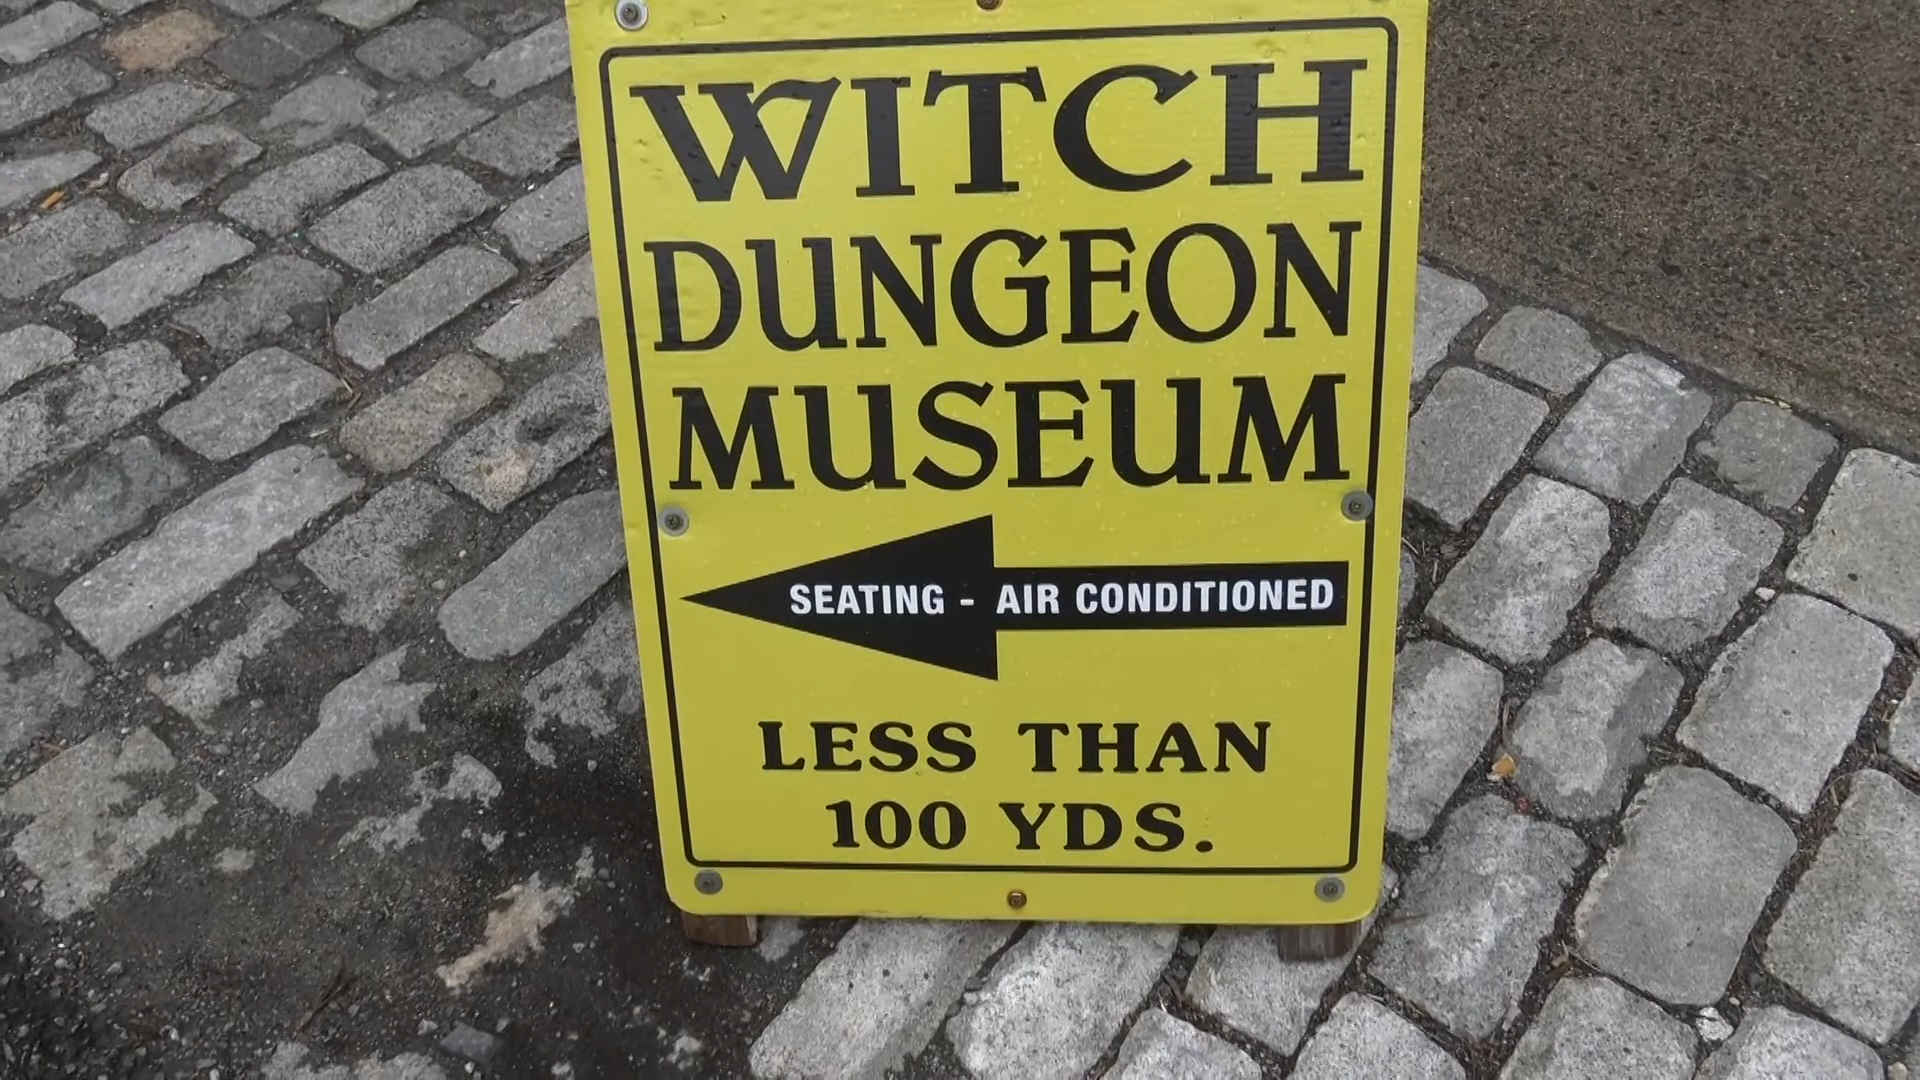 WITCH
DUNGEON
MUSEUM
SEATING - AIR CONDITIONED
LESS THAN
100 YDS.